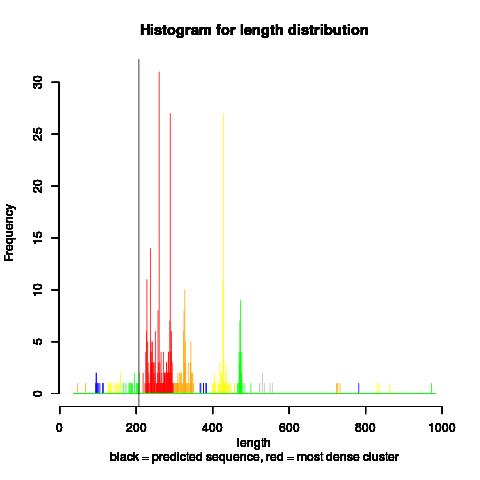 Histogram for length distribution
Frequency
30
25
20
15
10
5
0
0 200 400 600 800 1000
length
black = predicted sequence, red = most dense cluster